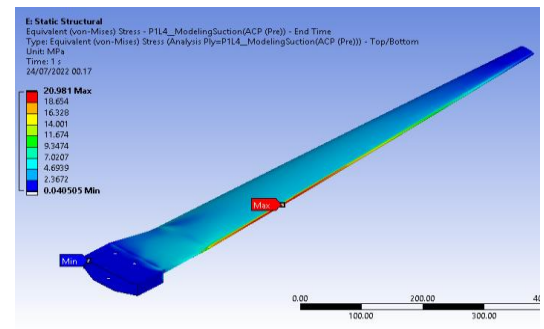 E: Static Structural
Equivalent (von-Mises) Stress - P1L4__ModelingSuction(ACP (Pre)) - End Time
Type: Equivalent (von-Mises) Stress (Analysis Ply=P1L4__ModelingSuction(ACP (Pre))) - Top/Bottom
Unit: MPa
Time: 1 s
24/07/2022 00.17
20.981 Max
18.654
16.328
14.001
11.674
9.3474
7.0207
4.6939
2.3672
0.040505 Min
Max
Min
0.00 200.00 40
100.00 300.00